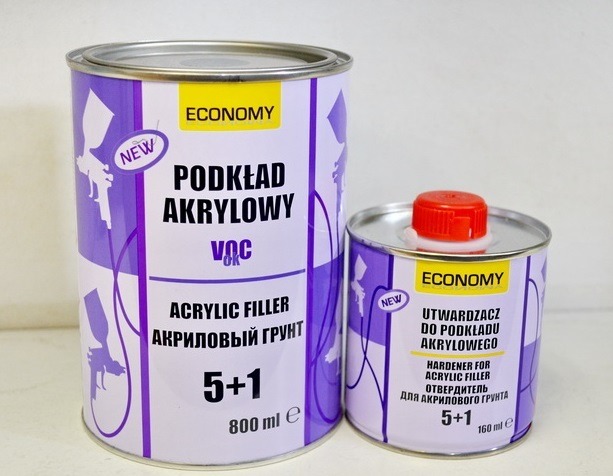 ECONOMY
NEW
PODKŁAD
AKRYLOWY
VOC
OK
ACRYLIC FILLER
АКРИЛОВЫЙ ГРУНТ
5+1
800 ml ℮
ECONOMY
NEW
UTWARDZACZ
DO PODKŁADU
AKRYLOWEGO
HARDENER FOR
ACRYLIC FILLER
ОТВЕРДИТЕЛЬ
ДЛЯ АКРИЛОВОГО ГРУНТА
5+1
160 ml ℮